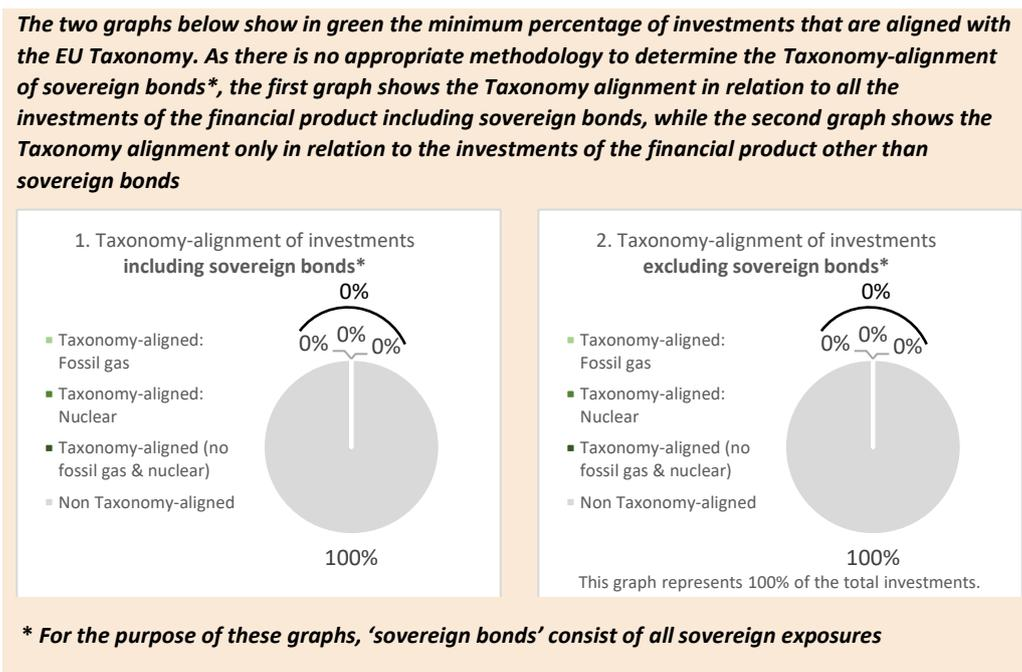 The two graphs below show in green the minimum percentage of investments that are aligned with
the EU Taxonomy. As there is no appropriate methodology to determine the Taxonomy-alignment
of sovereign bonds*, the first graph shows the Taxonomy alignment in relation to all the
investments of the financial product including sovereign bonds, while the second graph shows the
Taxonomy alignment only in relation to the investments of the financial product other than
sovereign bonds
1. Taxonomy-alignment of investments
including sovereign bonds*
0%
0% 0% 0%
Taxonomy-aligned:
Fossil gas
Taxonomy-aligned:
Nuclear
Taxonomy-aligned (no
fossil gas & nuclear)
Non Taxonomy-aligned
100%
2. Taxonomy-alignment of investments
excluding sovereign bonds*
0%
0% 0% 0%
Taxonomy-aligned:
Fossil gas
Taxonomy-aligned:
Nuclear
Taxonomy-aligned (no
fossil gas & nuclear)
Non Taxonomy-aligned
100%
This graph represents 100% of the total investments.
* For the purpose of these graphs, ‘sovereign bonds’ consist of all sovereign exposures